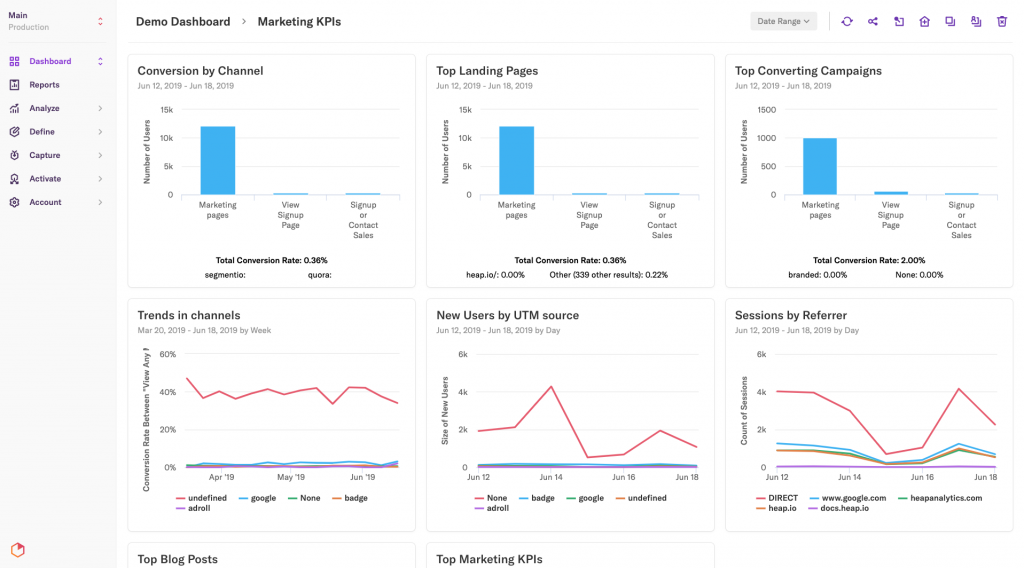 Main
Production
Dashboard
Reports
Analyze
Define
Capture
Activate
Account
Demo Dashboard > Marketing KPIs
Date Range
Conversion by Channel
Jun 12, 2019 - Jun 18, 2019
Number of Users
15k
10k
5k
0
Marketing pages
View Signup Page
Signup or Contact Sales
Total Conversion Rate: 0.36%
segmentio: quora:
Top Landing Pages
Jun 12, 2019 - Jun 18, 2019
Number of Users
15k
10k
5k
0
Marketing pages
View Signup Page
Signup or Contact Sales
Total Conversion Rate: 0.36%
heap.io/: 0.00% Other (339 other results): 0.22%
Top Converting Campaigns
Jun 12, 2019 - Jun 18, 2019
Number of Users
1500
1000
500
0
Marketing pages
View Signup Page
Signup or Contact Sales
Total Conversion Rate: 2.00%
branded: 0.00% None: 0.00%
Trends in channels
Mar 20, 2019 - Jun 18, 2019 by Week
Conversion Rate Between "View Any
60%
40%
20%
0%
Apr '19 May '19 Jun '19
undefined google None badge
adroll
New Users by UTM source
Jun 12, 2019 - Jun 18, 2019 by Day
Size of New Users
6k
4k
2k
0
Jun 12 Jun 14 Jun 16 Jun 18
None badge google undefined
adroll
Sessions by Referrer
Jun 12, 2019 - Jun 18, 2019 by Day
Count of Sessions
6k
4k
2k
0
Jun 12 Jun 14 Jun 16 Jun 18
DIRECT www.google.com heapanalytics.com
heap.io docs.heap.io
Top Blog Posts
Top Marketing KPIs